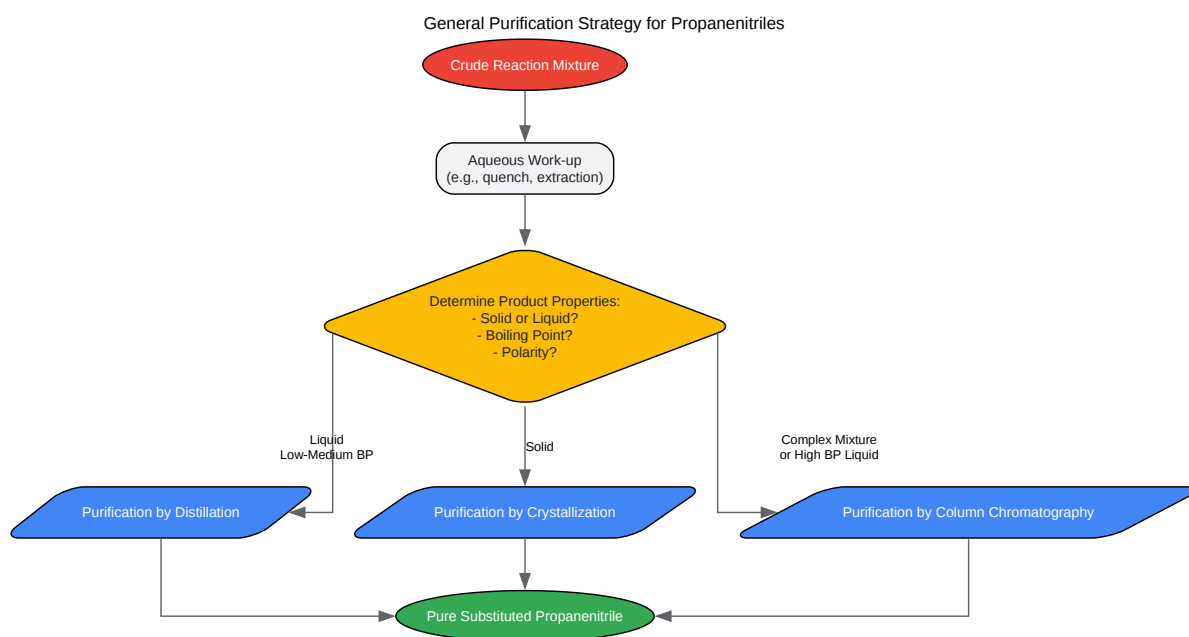 General Purification Strategy for Propanenitriles
Crude Reaction Mixture
Aqueous Work-up
(e.g., quench, extraction)
Determine Product Properties:
- Solid or Liquid?
- Boiling Point?
- Polarity?
Liquid
Low-Medium BP
Solid
Complex Mixture
or High BP Liquid
Purification by Distillation
Purification by Crystallization
Purification by Column Chromatography
Pure Substituted Propanenitrile